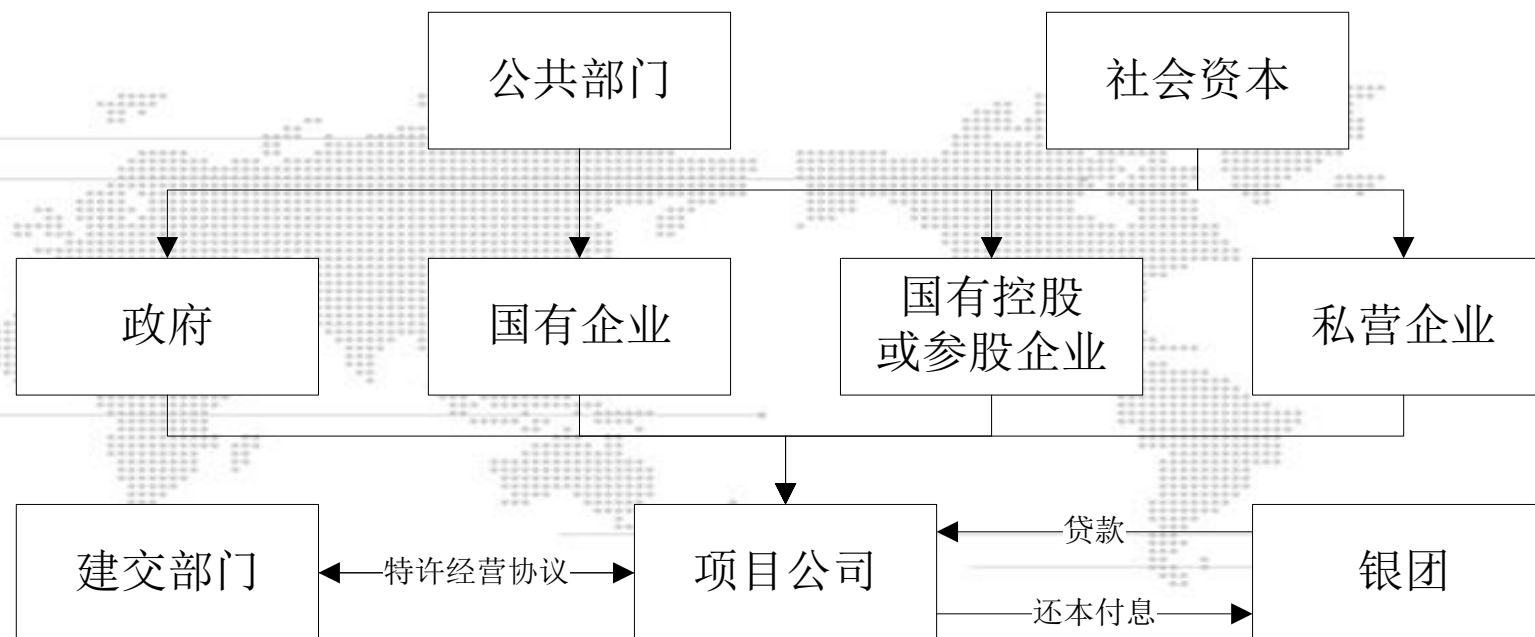 公共部门
社会资本
政府
国有企业
国有控股
或参股企业
私营企业
建交部门
特许经营协议
项目公司
贷款
还本付息
银团